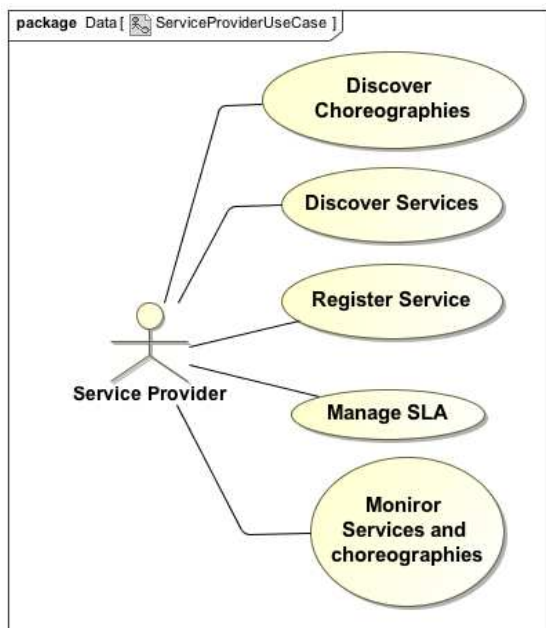 package Data [ ServiceProviderUseCase ]
Discover
Choreographies
Discover Services
Register Service
Service Provider
Manage SLA
Moniror
Services and
choreographies